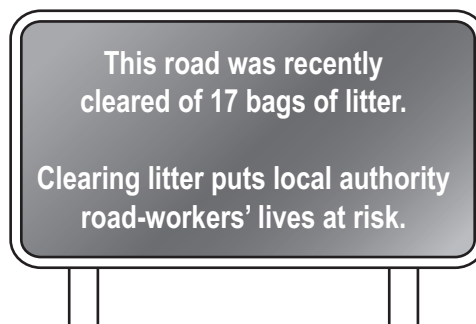 This road was recently
cleared of 17 bags of litter.
Clearing litter puts local authority
road-workers’ lives at risk.